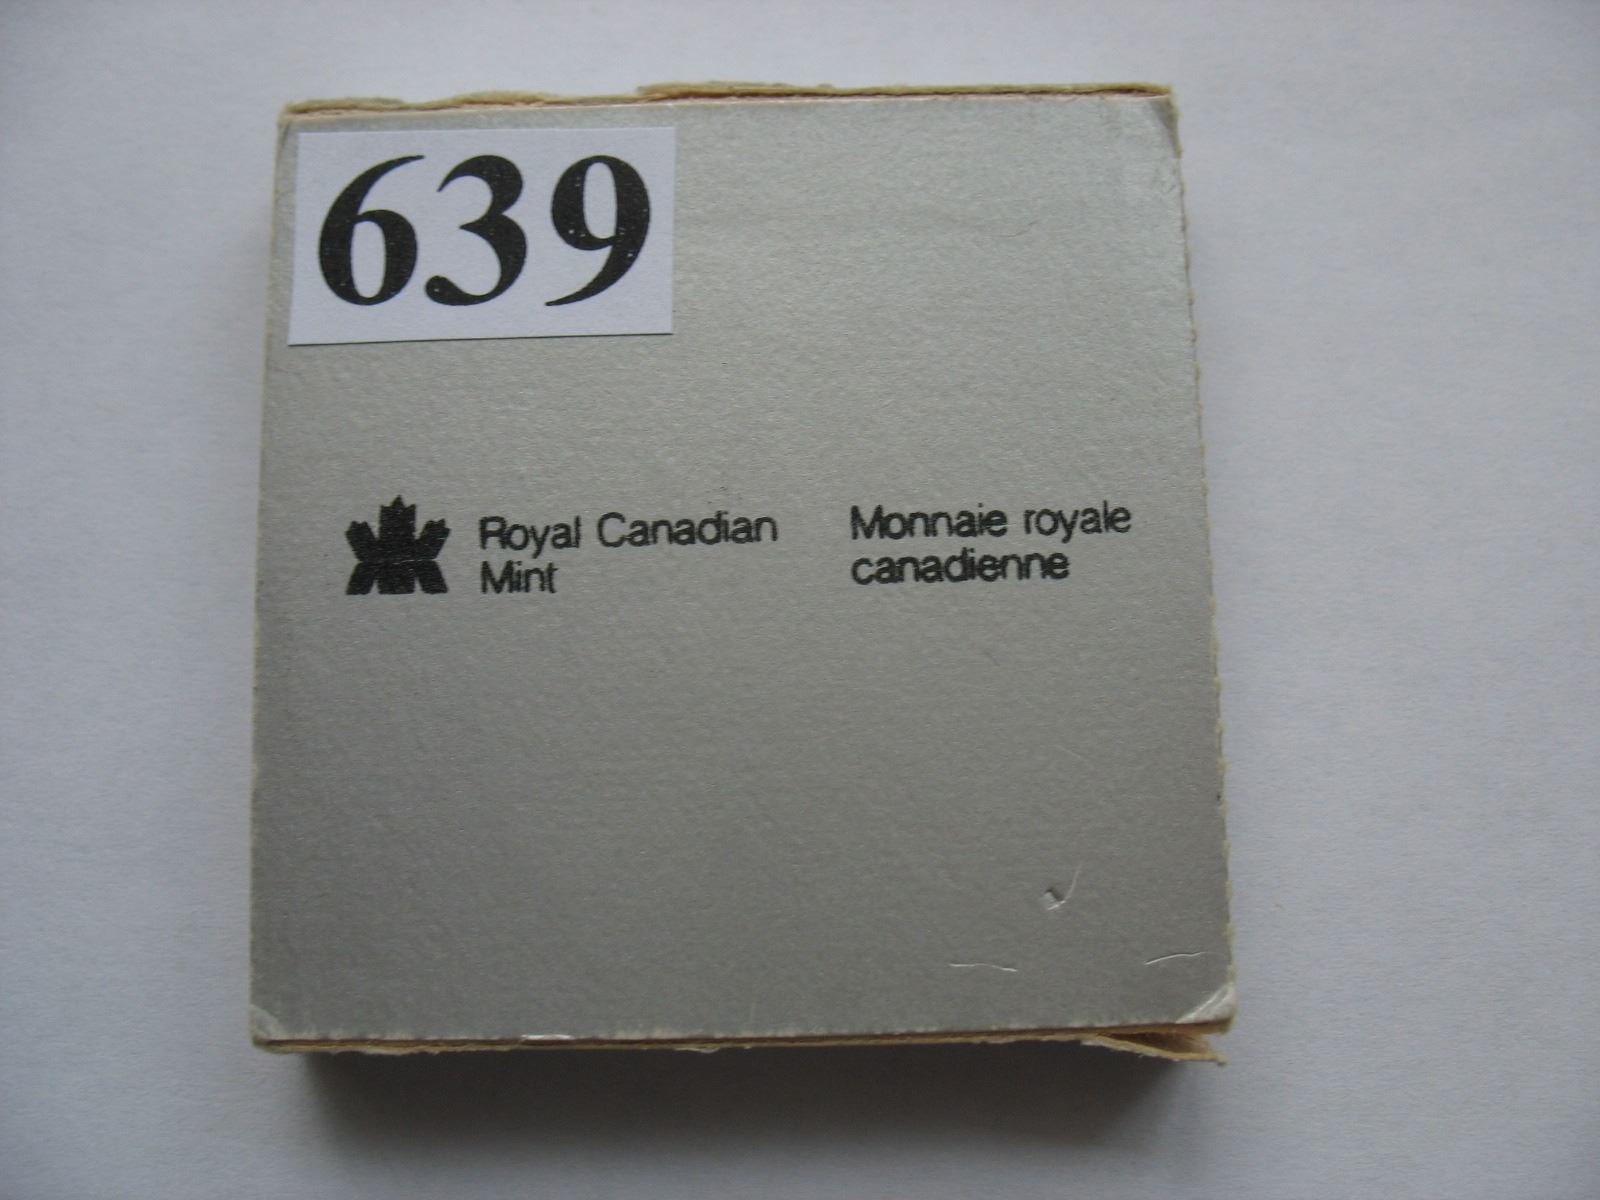 639
Royal Canadian
Mint
Monnaie royale
canadienne